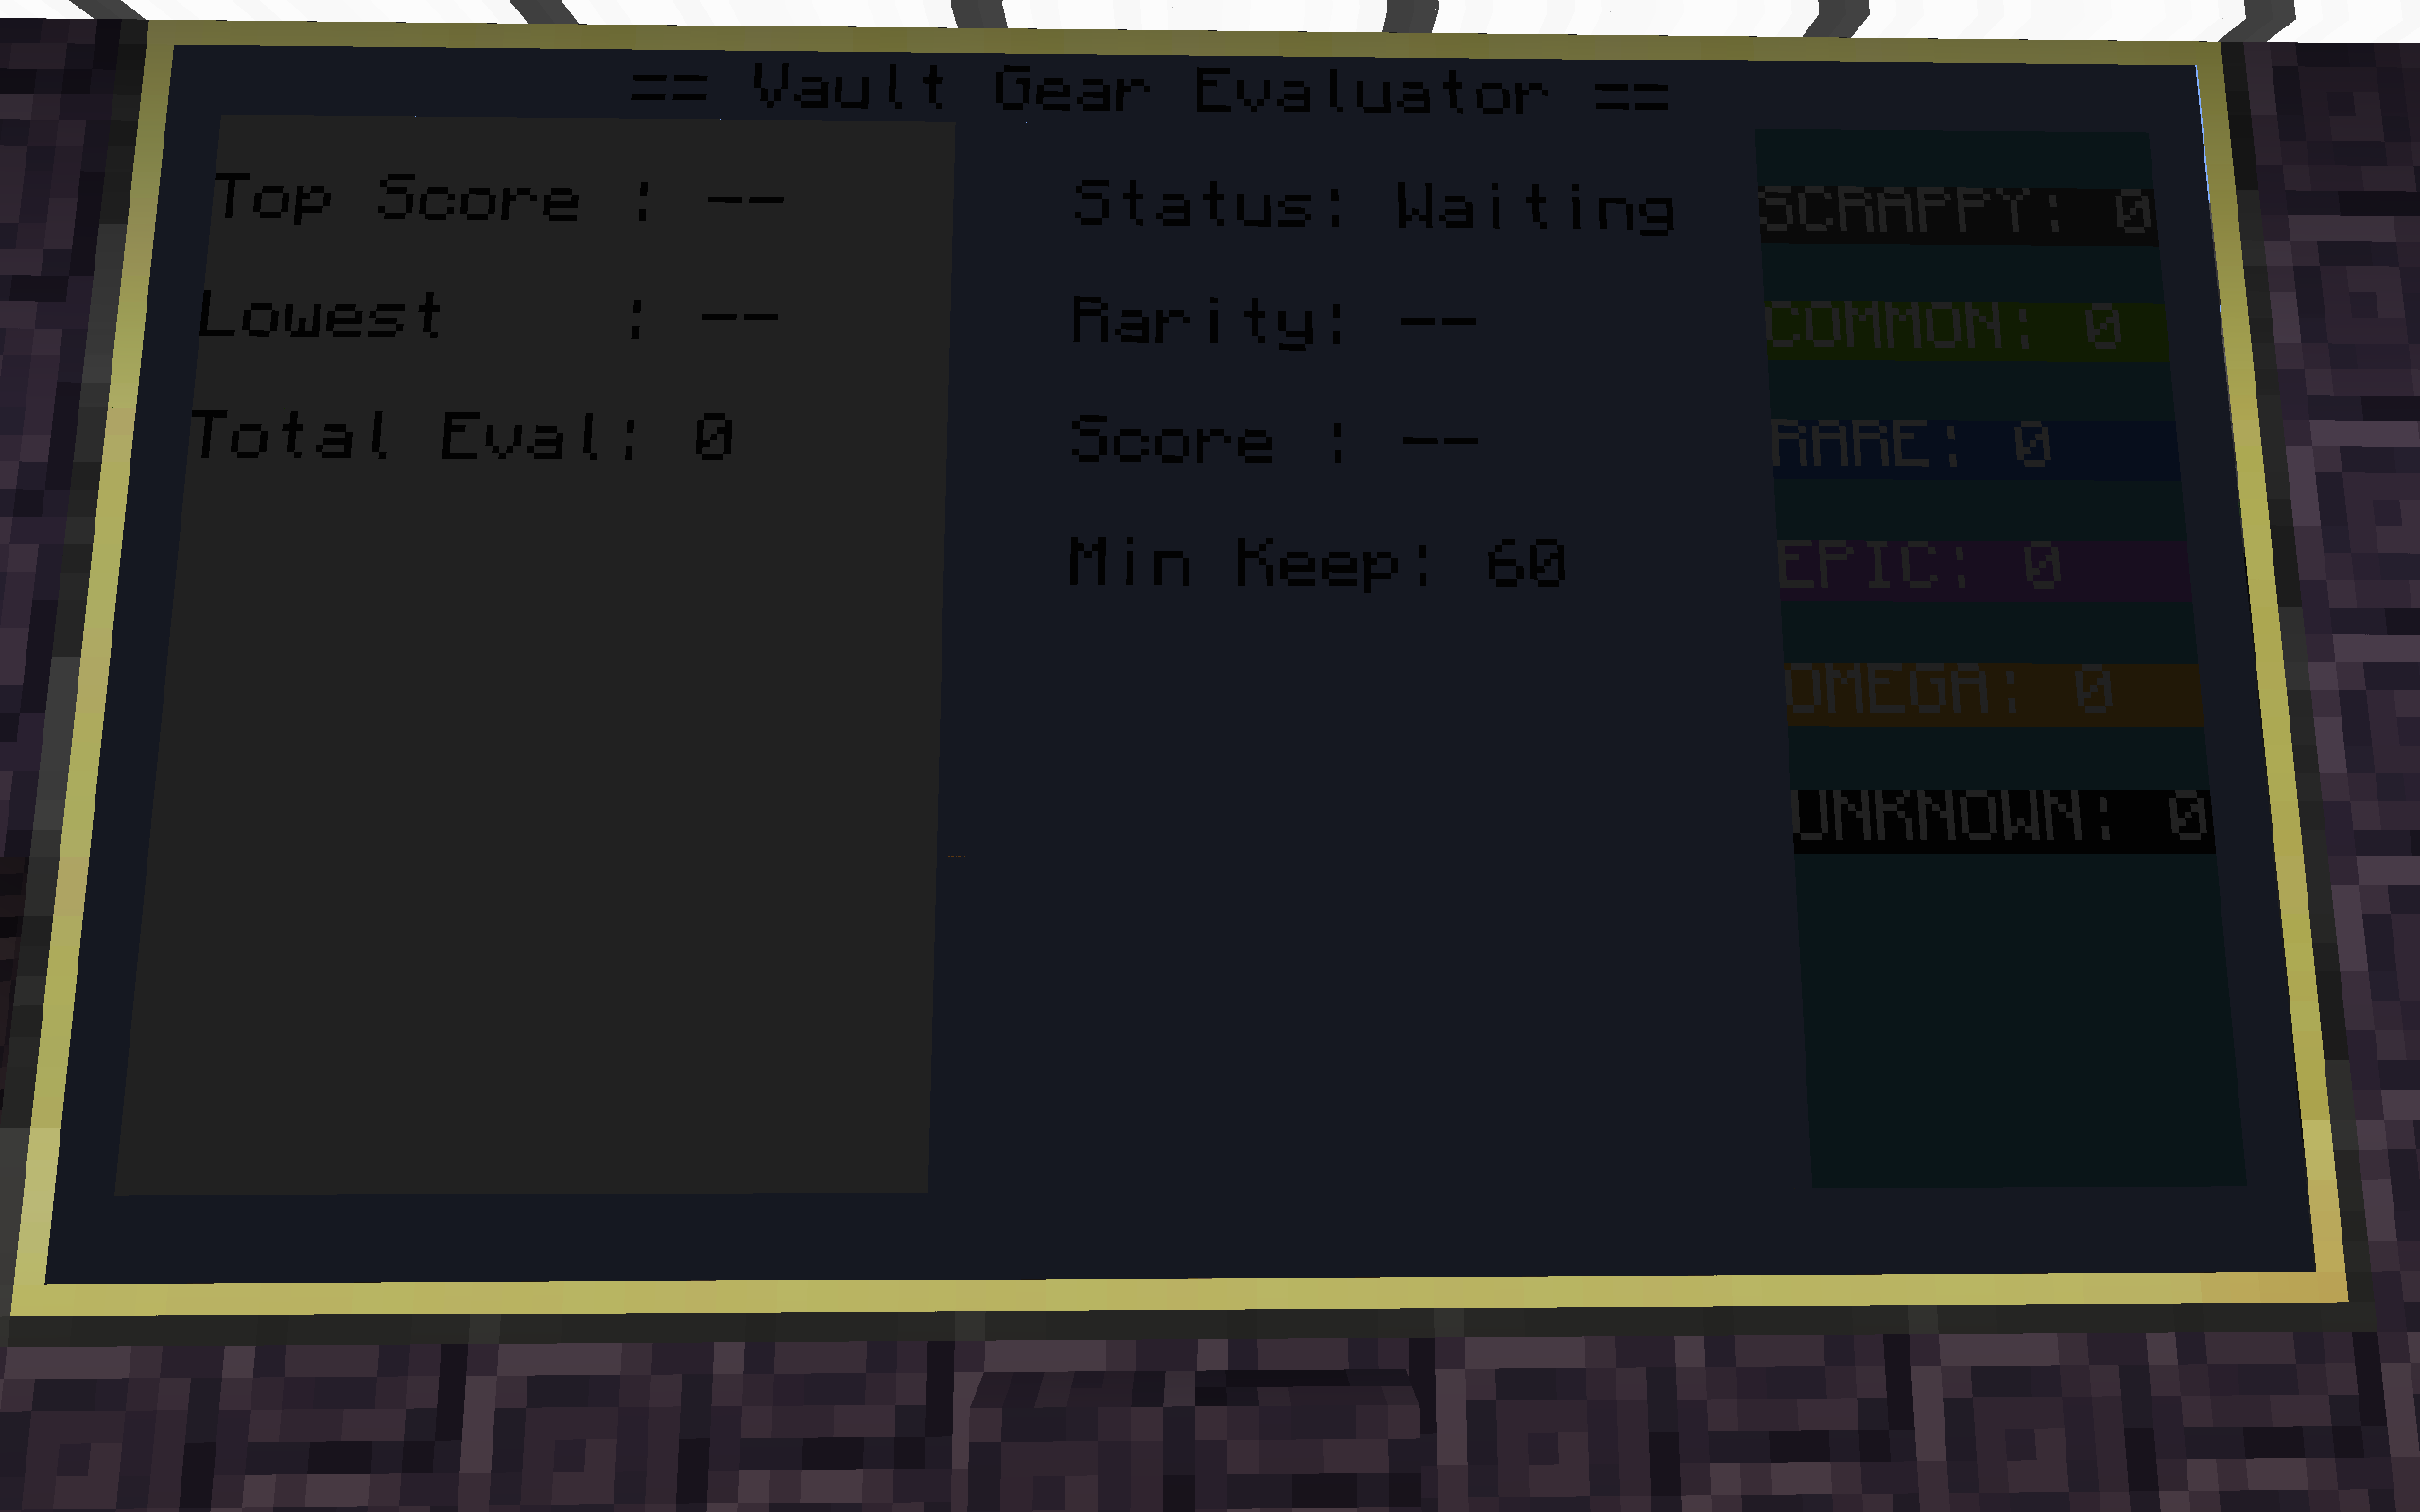 == Vault Gear Evaluator ==
Top Score : --
Lowest : --
Total Eval: 0
Status: Waiting
Rarity: --
Score : --
Min Keep: 60
SCRAPPY: 0
COMMON: 0
RARE: 0
EPIC: 0
OMEGA: 0
UNKNOWN: 0